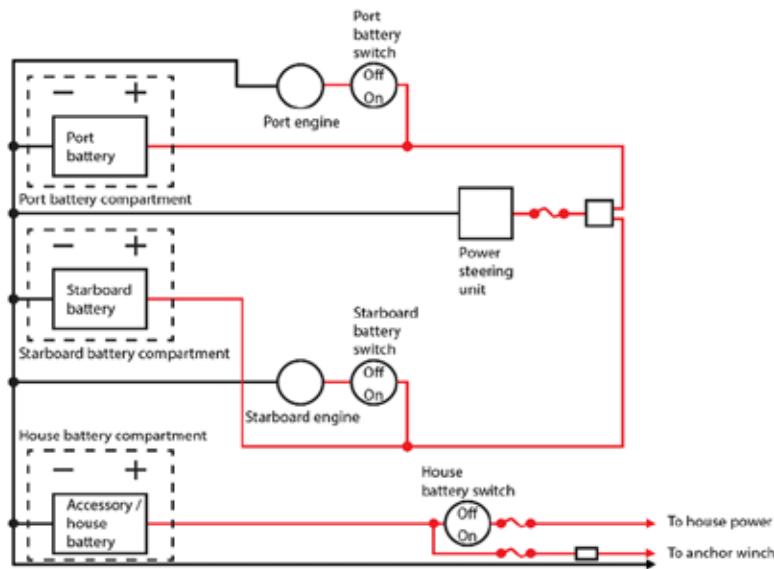 Port
battery
switch
Off
On
Port engine
− +
Port
battery
Port battery compartment
Power
steering
unit
− +
Starboard
battery
Starboard battery compartment
Starboard
battery
switch
Off
On
Starboard engine
House battery compartment
− +
Accessory /
house
battery
House
battery switch
Off
On
To house power
To anchor winch